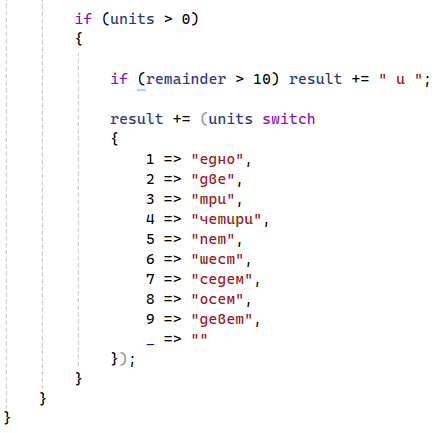 if (units > 0)
{
if (remainder > 10) result += " и ";
result += (units switch
{
1 => "едно",
2 => "две",
3 => "три",
4 => "четири",
5 => "пет",
6 => "шест",
7 => "седем",
8 => "осем",
9 => "девет",
_ => ""
});
}
}
}